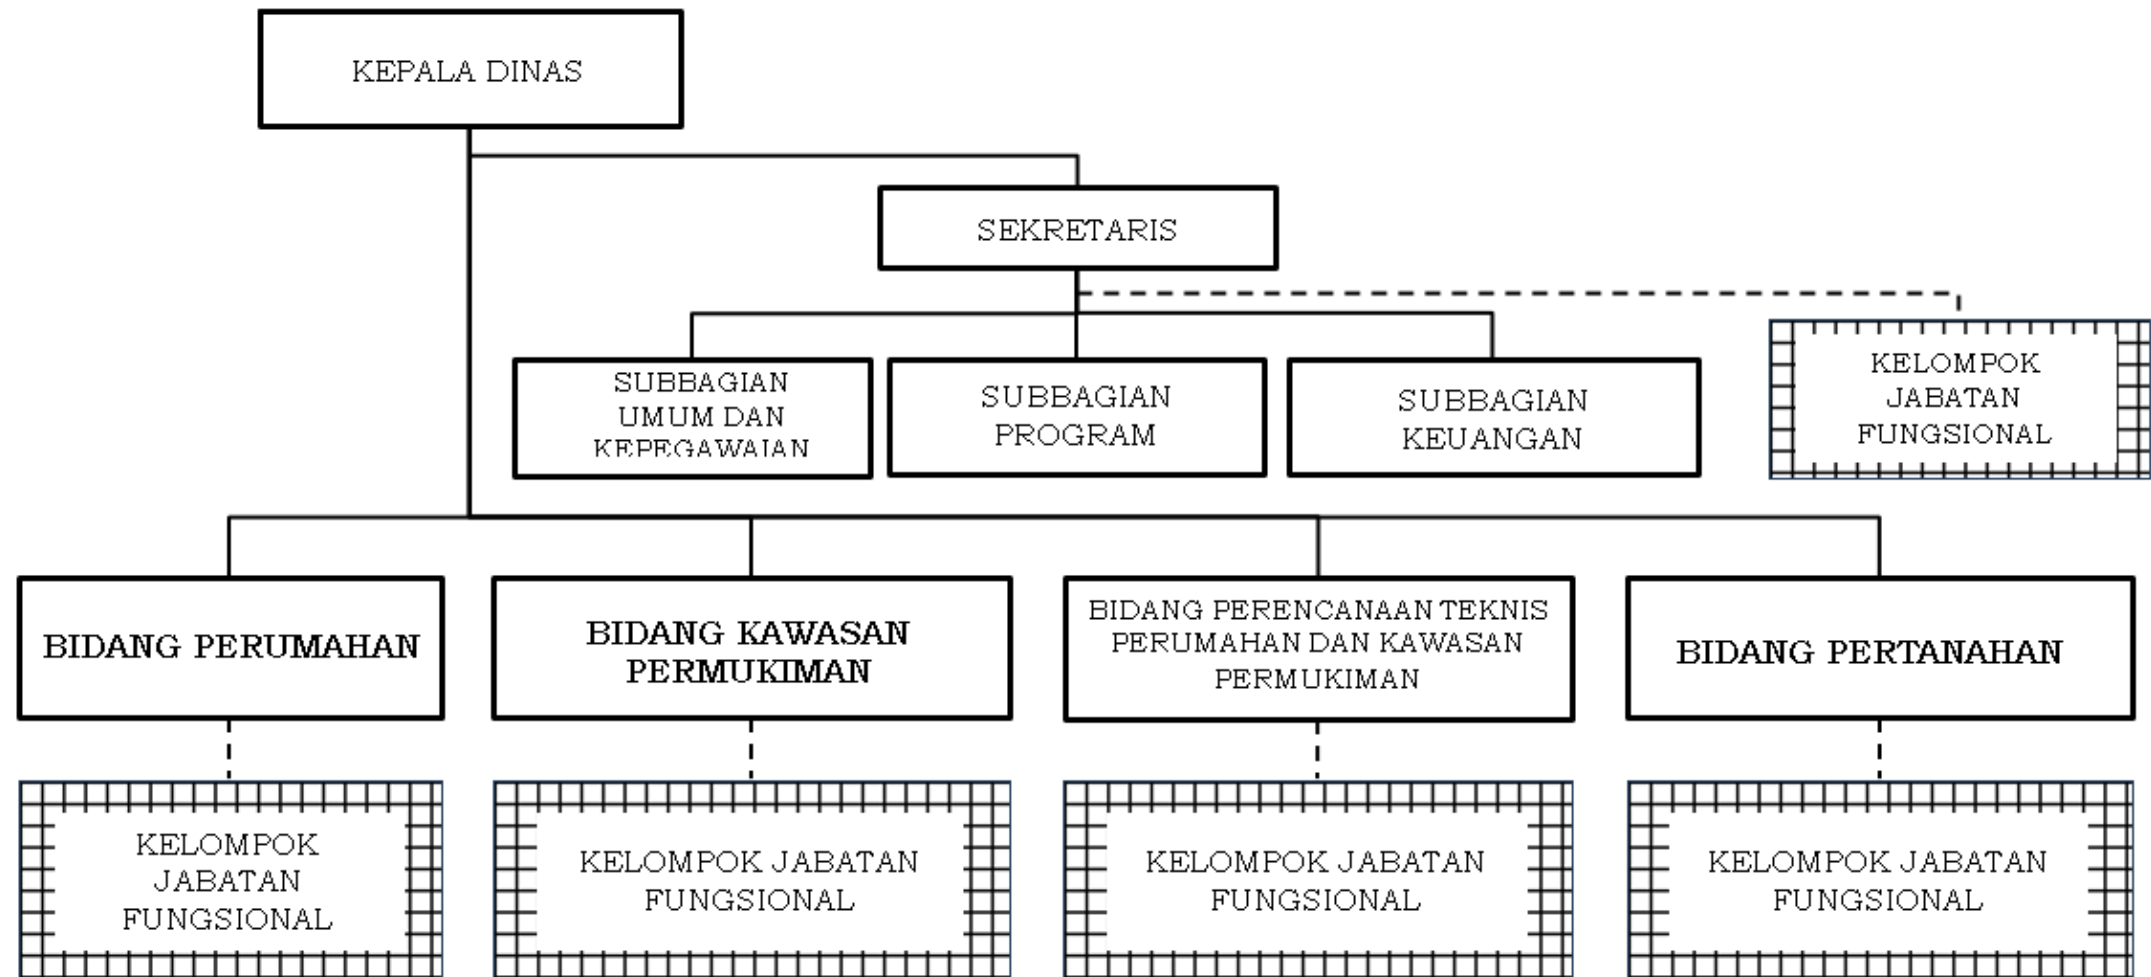 KEPALA DINAS
SEKRETARIS
SUBBAGIAN
UMUM DAN
KEPEGAWAIAN
SUBBAGIAN
PROGRAM
SUBBAGIAN
KEUANGAN
KELOMPOK
JABATAN
FUNGSIONAL
BIDANG PERUMAHAN
BIDANG KAWASAN
PERMUKIMAN
BIDANG PERENCANAAN TEKNIS
PERUMAHAN DAN KAWASAN
PERMUKIMAN
BIDANG PERTANAHAN
KELOMPOK
JABATAN
FUNGSIONAL
KELOMPOK JABATAN
FUNGSIONAL
KELOMPOK JABATAN
FUNGSIONAL
KELOMPOK JABATAN
FUNGSIONAL